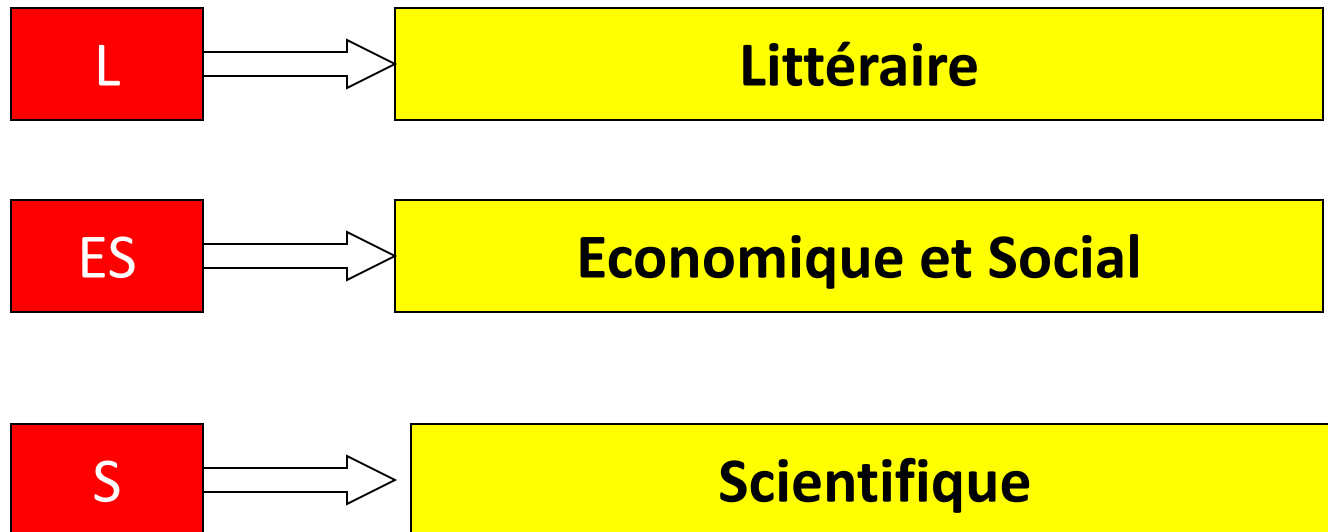 L
Littéraire
ES
Economique et Social
S
Scientifique